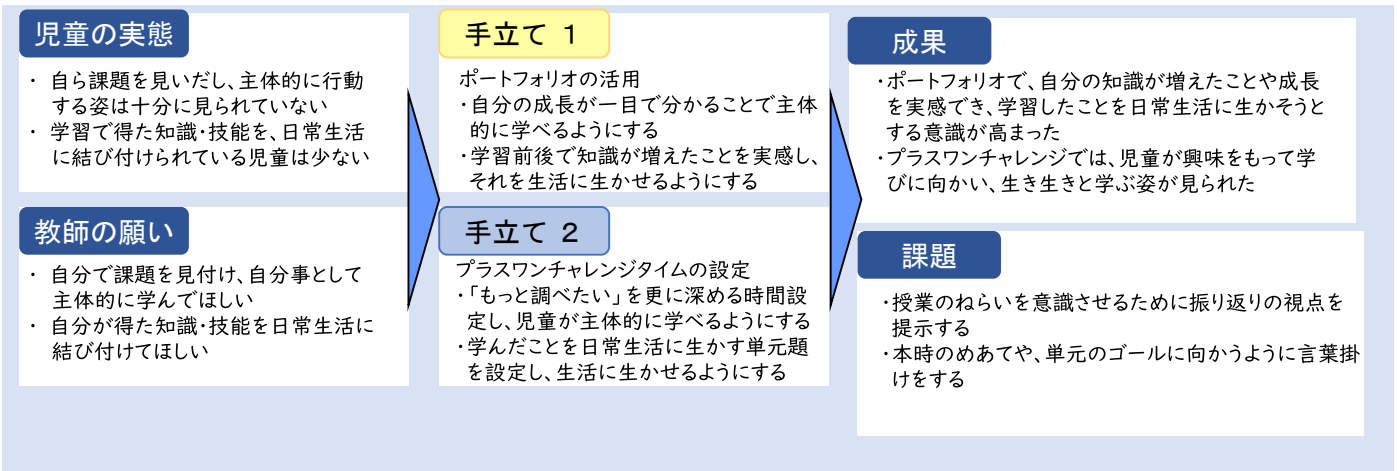 児童の実態
・ 自ら課題を見いだし、主体的に行動
する姿は十分に見られていない
・ 学習で得た知識・技能を、日常生活
に結び付けられている児童は少ない
教師の願い
・ 自分で課題を見付け、自分事として
主体的に学んでほしい
・ 自分が得た知識・技能を日常生活に
結び付けてほしい
手立て 1
ポートフォリオの活用
・自分の成長が一目で分かることで主体
的に学べるようにする
・学習前後で知識が増えたことを実感し、
それを生活に生かせるようにする
手立て 2
プラスワンチャレンジタイムの設定
・「もっと調べたい」を更に深める時間設
定し、児童が主体的に学べるようにする
・学んだことを日常生活に生かす単元題
を設定し、生活に生かせるようにする
成果
・ポートフォリオで、自分の知識が増えたことや成長
を実感でき、学習したことを日常生活に生かそうと
する意識が高まった
・プラスワンチャレンジでは、児童が興味をもって学
びに向かい、生き生きと学ぶ姿が見られた
課題
・授業のねらいを意識させるために振り返りの視点を
提示する
・本時のめあてや、単元のゴールに向かうように言葉掛
けをする